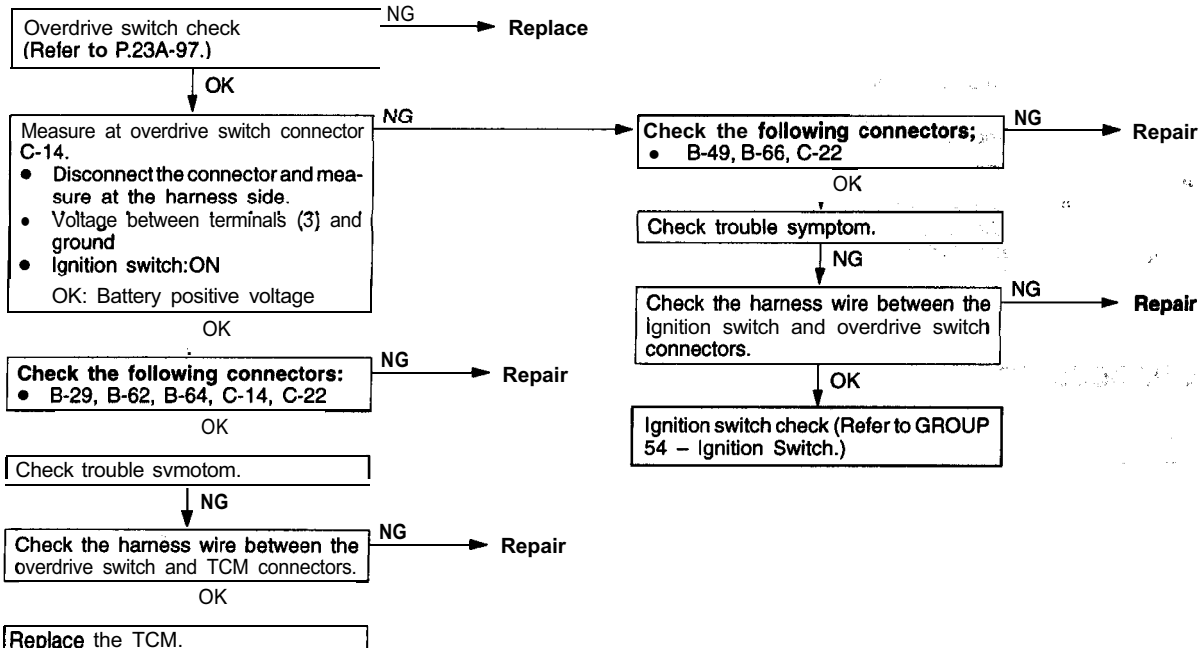 Overdrive switch check
(Refer to P.23A-97.)
NG
Replace
OK
Measure at overdrive switch connector
C-14.
● Disconnect the connector and mea-
sure at the harness side.
● Voltage between terminals (3) and
ground
● Ignition switch:ON
OK: Battery positive voltage
NG
OK
Check the following connectors:
● B-29, B-62, B-64, C-14, C-22
NG
Repair
OK
Check trouble svmotom.
NG
Check the harness wire between the
overdrive switch and TCM connectors.
NG
Repair
OK
Replace the TCM.
Check the following connectors;
● B-49, B-66, C-22
NG
Repair
OK
Check trouble symptom.
NG
Check the harness wire between the
ignition switch and overdrive switch
connectors.
NG
Repair
OK
Ignition switch check (Refer to GROUP
54 – Ignition Switch.)